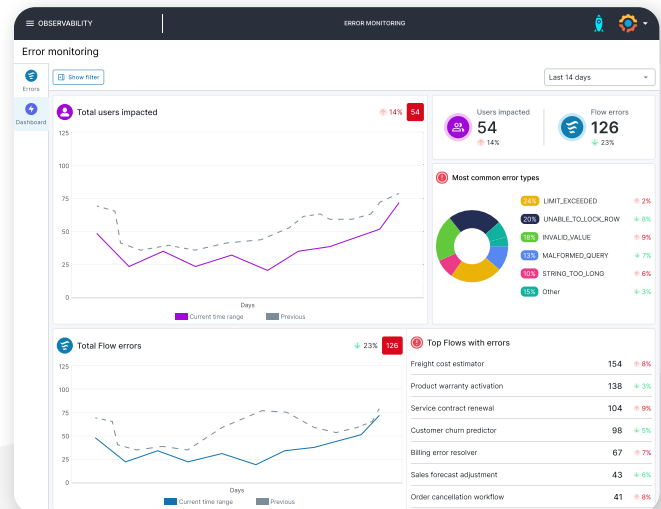 OBSERVABILITY
ERROR MONITORING
Error monitoring
Errors
Dashboard
Show filter
Last 14 days
Total users impacted
14%
54
125
100
75
50
25
0
Days
Current time range
Previous
Users impacted
54
14%
Flow errors
126
23%
Most common error types
24% LIMIT_EXCEEDED 2%
20% UNABLE_TO_LOCK_ROW 8%
18% INVALID_VALUE 9%
13% MALFORMED_QUERY 7%
10% STRING_TOO_LONG 6%
15% Other 3%
Total Flow errors
23%
126
125
100
75
50
25
0
Days
Current time range
Previous
Top Flows with errors
Freight cost estimator 154 8%
Product warranty activation 138 3%
Service contract renewal 104 9%
Customer churn predictor 98 5%
Billing error resolver 67 7%
Sales forecast adjustment 43 6%
Order cancellation workflow 41 8%